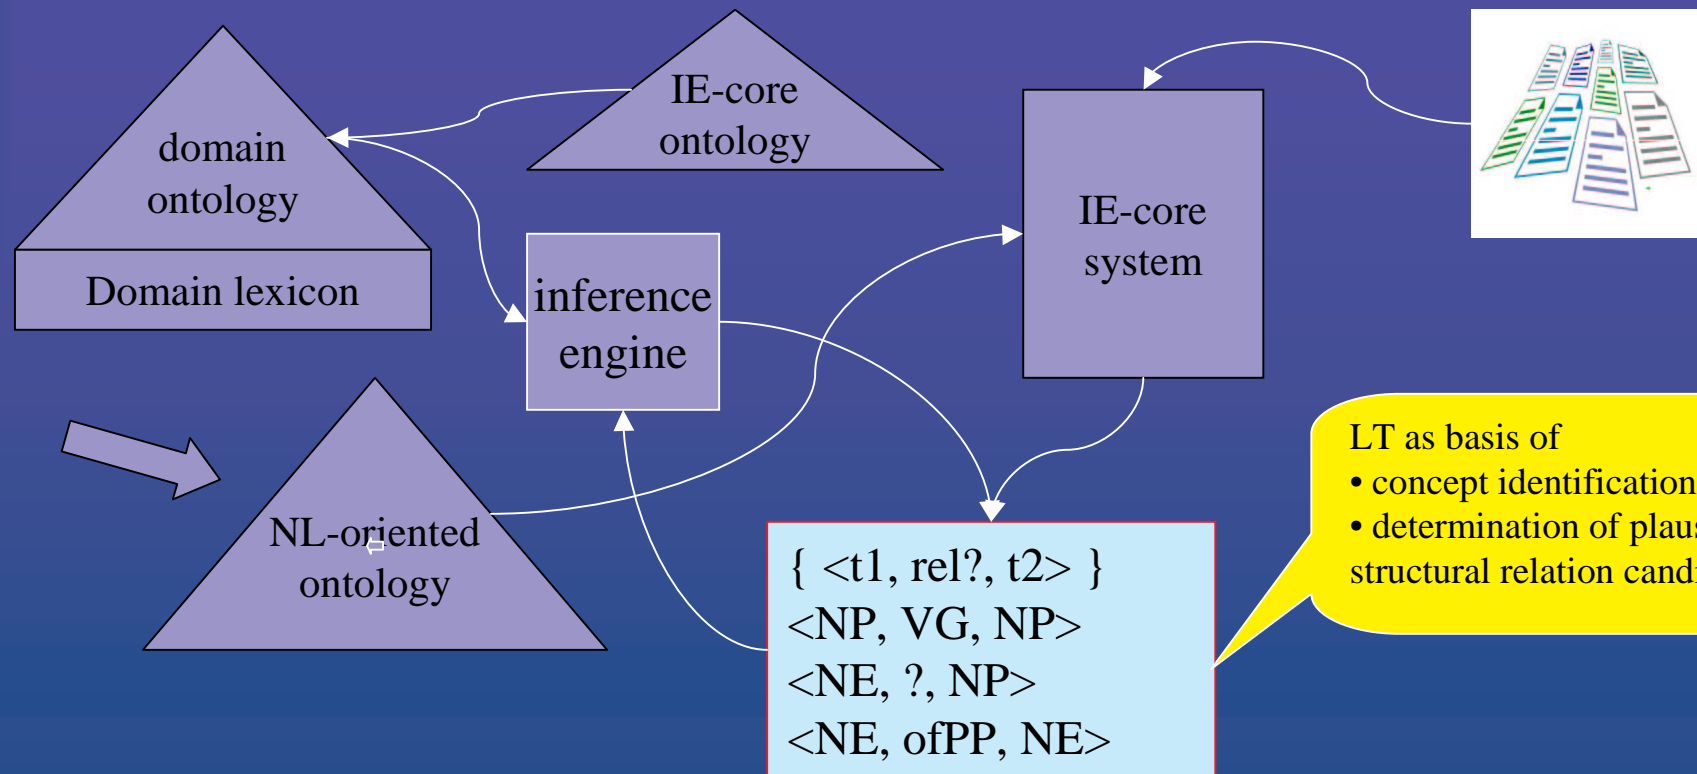 domain
ontology
Domain lexicon
IE-core
ontology
inference
engine
IE-core
system
NL-oriented
ontology
{ <t1, rel?, t2> }
<NP, VG, NP>
<NE, ?, NP>
<NE, ofPP, NE>
LT as basis of
• concept identification
• determination of plaus
structural relation candi